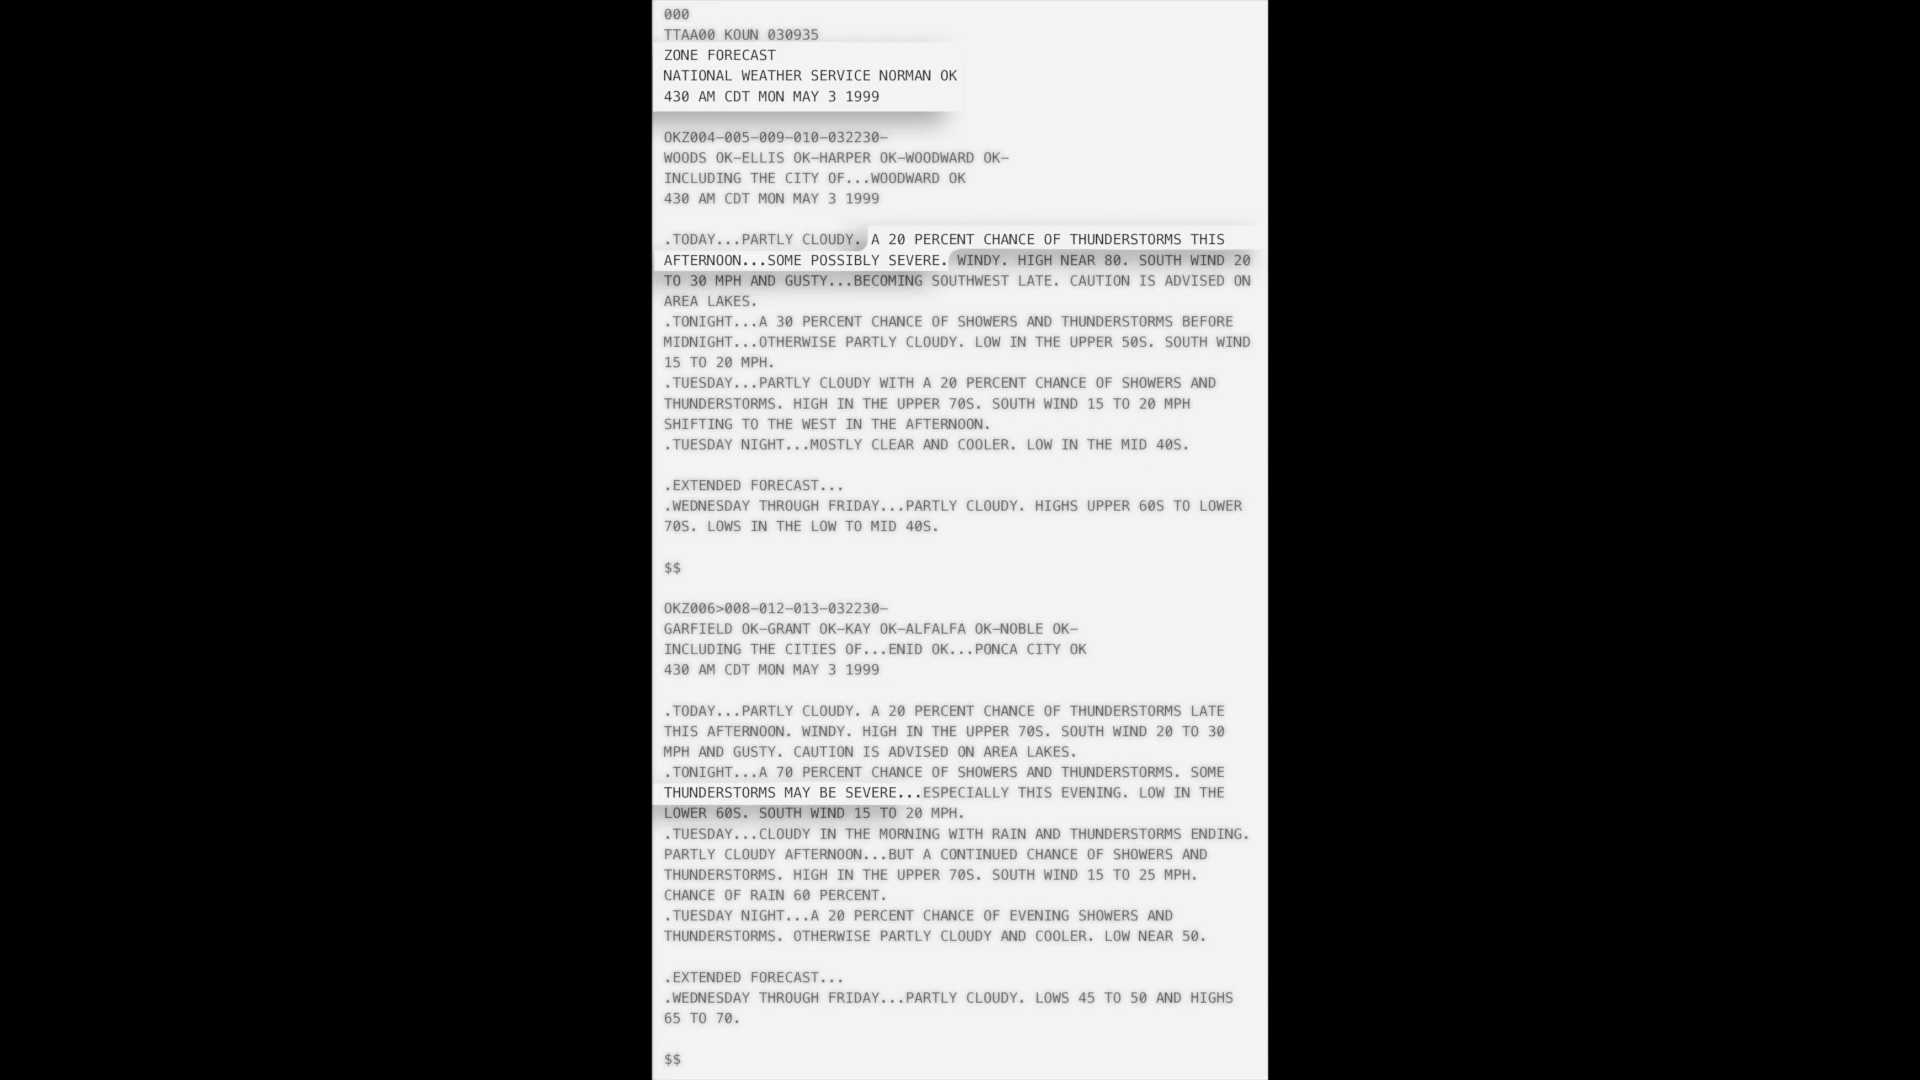 000
TTAA00 KOUN 030935
ZONE FORECAST
NATIONAL WEATHER SERVICE NORMAN OK
430 AM CDT MON MAY 3 1999
OKZ004-005-009-010-032230-
WOODS OK-ELLIS OK-HARPER OK-WOODWARD OK-
INCLUDING THE CITY OF...WOODWARD OK
430 AM CDT MON MAY 3 1999
.TODAY...PARTLY CLOUDY. A 20 PERCENT CHANCE OF THUNDERSTORMS THIS
AFTERNOON...SOME POSSIBLY SEVERE. WINDY. HIGH NEAR 80. SOUTH WIND 20
TO 30 MPH AND GUSTY...BECOMING SOUTHWEST LATE. CAUTION IS ADVISED ON
AREA LAKES.
.TONIGHT...A 30 PERCENT CHANCE OF SHOWERS AND THUNDERSTORMS BEFORE
MIDNIGHT...OTHERWISE PARTLY CLOUDY. LOW IN THE UPPER 50S. SOUTH WIND
15 TO 20 MPH.
.TUESDAY...PARTLY CLOUDY WITH A 20 PERCENT CHANCE OF SHOWERS AND
THUNDERSTORMS. HIGH IN THE UPPER 70S. SOUTH WIND 15 TO 20 MPH
SHIFTING TO THE WEST IN THE AFTERNOON.
.TUESDAY NIGHT...MOSTLY CLEAR AND COOLER. LOW IN THE MID 40S.
.EXTENDED FORECAST...
.WEDNESDAY THROUGH FRIDAY...PARTLY CLOUDY. HIGHS UPPER 60S TO LOWER
70S. LOWS IN THE LOW TO MID 40S.
$$
OKZ006>008-012-013-032230-
GARFIELD OK-GRANT OK-KAY OK-ALFALFA OK-NOBLE OK-
INCLUDING THE CITIES OF...ENID OK...PONCA CITY OK
430 AM CDT MON MAY 3 1999
.TODAY...PARTLY CLOUDY. A 20 PERCENT CHANCE OF THUNDERSTORMS LATE
THIS AFTERNOON. WINDY. HIGH IN THE UPPER 70S. SOUTH WIND 20 TO 30
MPH AND GUSTY. CAUTION IS ADVISED ON AREA LAKES.
.TONIGHT...A 70 PERCENT CHANCE OF SHOWERS AND THUNDERSTORMS. SOME
THUNDERSTORMS MAY BE SEVERE...ESPECIALLY THIS EVENING. LOW IN THE
LOWER 60S. SOUTH WIND 15 TO 20 MPH.
.TUESDAY...CLOUDY IN THE MORNING WITH RAIN AND THUNDERSTORMS ENDING.
PARTLY CLOUDY AFTERNOON...BUT A CONTINUED CHANCE OF SHOWERS AND
THUNDERSTORMS. HIGH IN THE UPPER 70S. SOUTH WIND 15 TO 25 MPH.
CHANCE OF RAIN 60 PERCENT.
.TUESDAY NIGHT...A 20 PERCENT CHANCE OF EVENING SHOWERS AND
THUNDERSTORMS. OTHERWISE PARTLY CLOUDY AND COOLER. LOW NEAR 50.
.EXTENDED FORECAST...
.WEDNESDAY THROUGH FRIDAY...PARTLY CLOUDY. LOWS 45 TO 50 AND HIGHS
65 TO 70.
$$